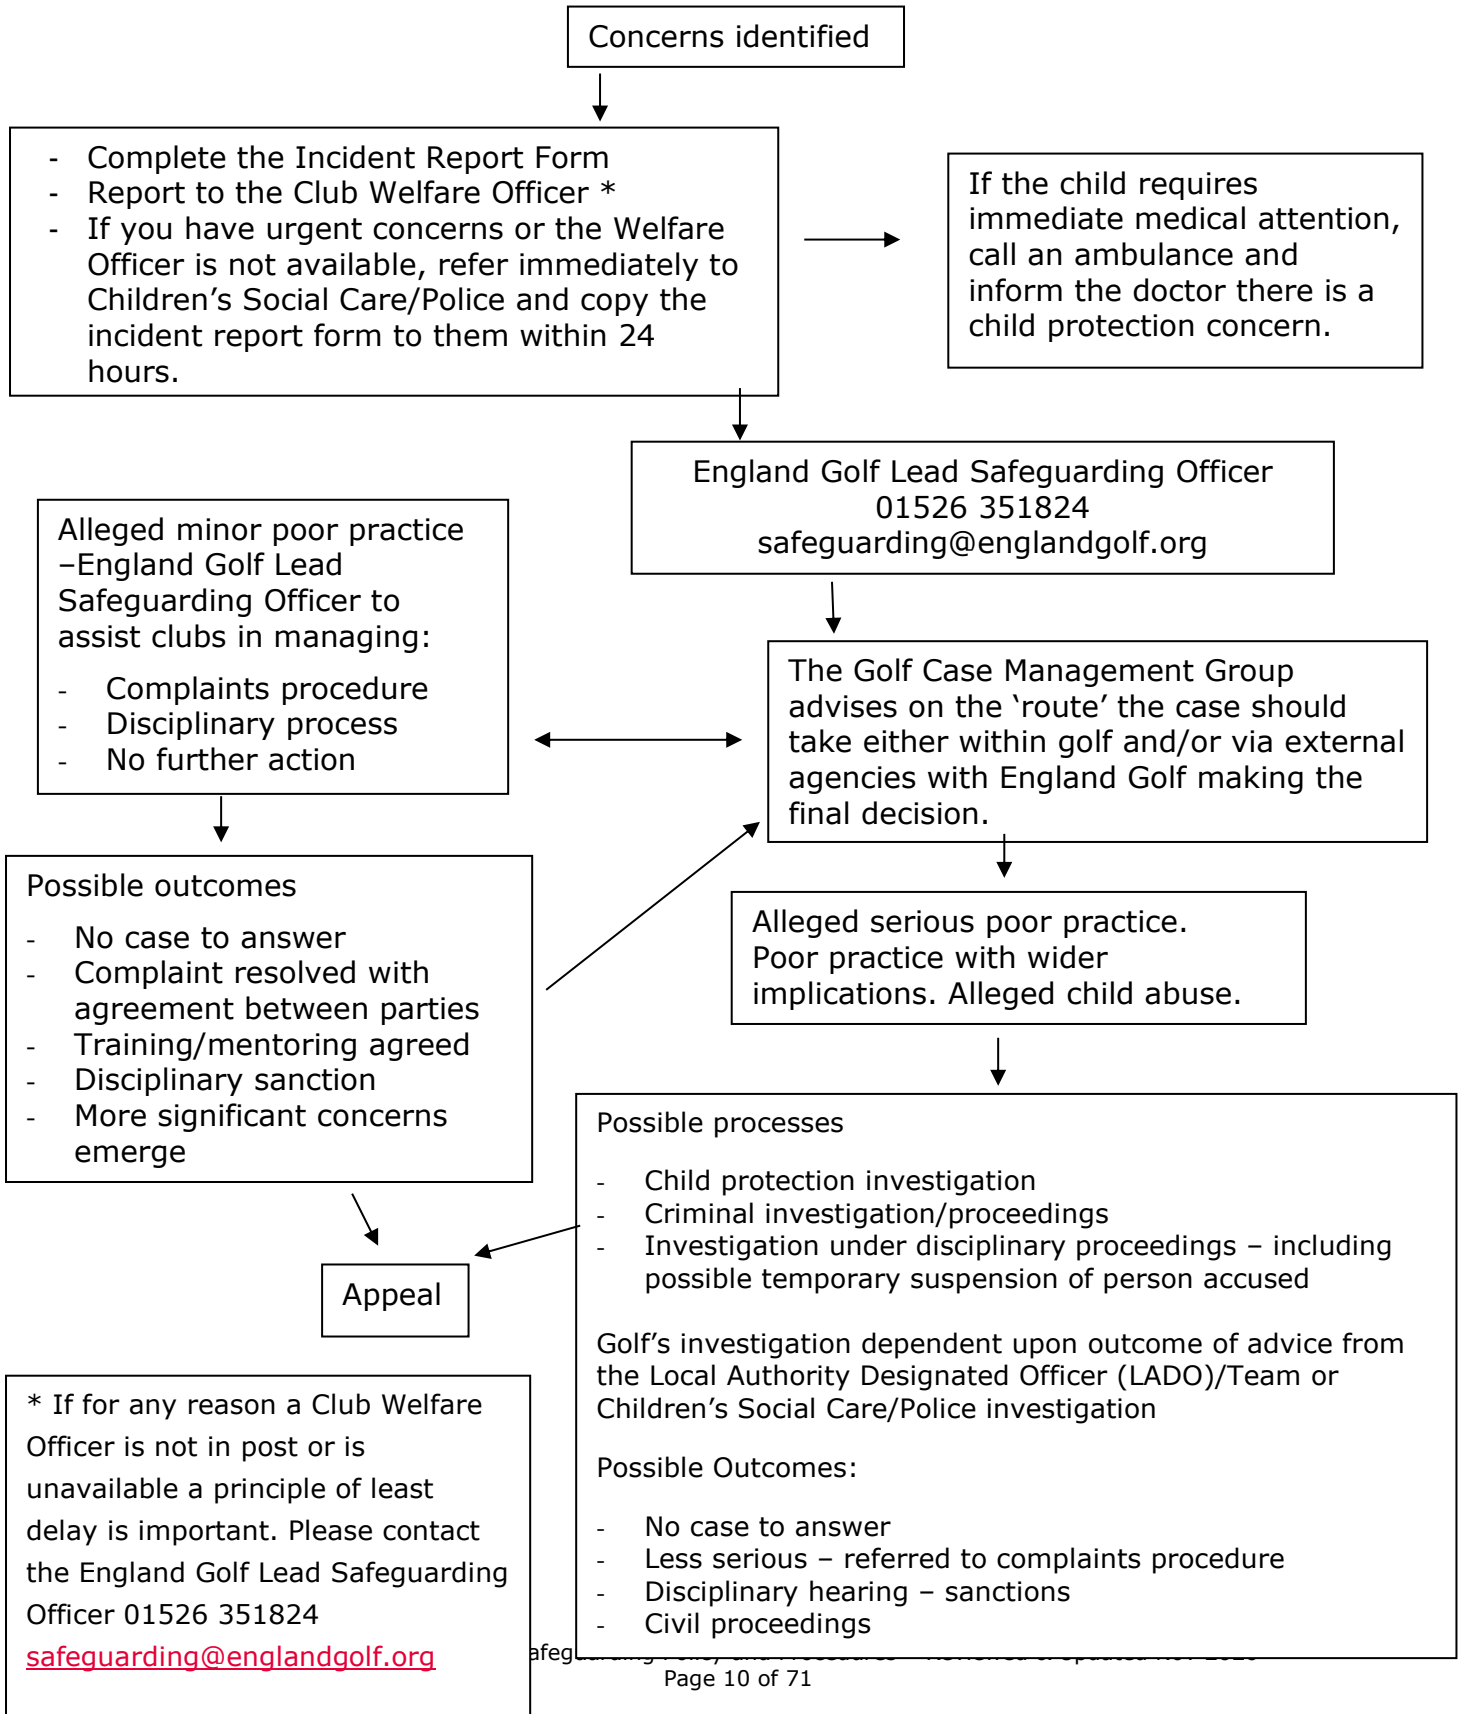 Concerns identified
- Complete the Incident Report Form
- Report to the Club Welfare Officer *
- If you have urgent concerns or the Welfare
Officer is not available, refer immediately to
Children’s Social Care/Police and copy the
incident report form to them within 24
hours.
If the child requires
immediate medical attention,
call an ambulance and
inform the doctor there is a
child protection concern.
England Golf Lead Safeguarding Officer
01526 351824
safeguarding@englandgolf.org
Alleged minor poor practice
–England Golf Lead
Safeguarding Officer to
assist clubs in managing:
- Complaints procedure
- Disciplinary process
- No further action
The Golf Case Management Group
advises on the ‘route’ the case should
take either within golf and/or via external
agencies with England Golf making the
final decision.
Possible outcomes
- No case to answer
- Complaint resolved with
agreement between parties
- Training/mentoring agreed
- Disciplinary sanction
- More significant concerns
emerge
Alleged serious poor practice.
Poor practice with wider
implications. Alleged child abuse.
Possible processes
- Child protection investigation
- Criminal investigation/proceedings
- Investigation under disciplinary proceedings – including
possible temporary suspension of person accused
Golf’s investigation dependent upon outcome of advice from
the Local Authority Designated Officer (LADO)/Team or
Children’s Social Care/Police investigation
Possible Outcomes:
- No case to answer
- Less serious – referred to complaints procedure
- Disciplinary hearing – sanctions
- Civil proceedings
Appeal
* If for any reason a Club Welfare
Officer is not in post or is
unavailable a principle of least
delay is important. Please contact
the England Golf Lead Safeguarding
Officer 01526 351824
safeguarding@englandgolf.org
Page 10 of 71